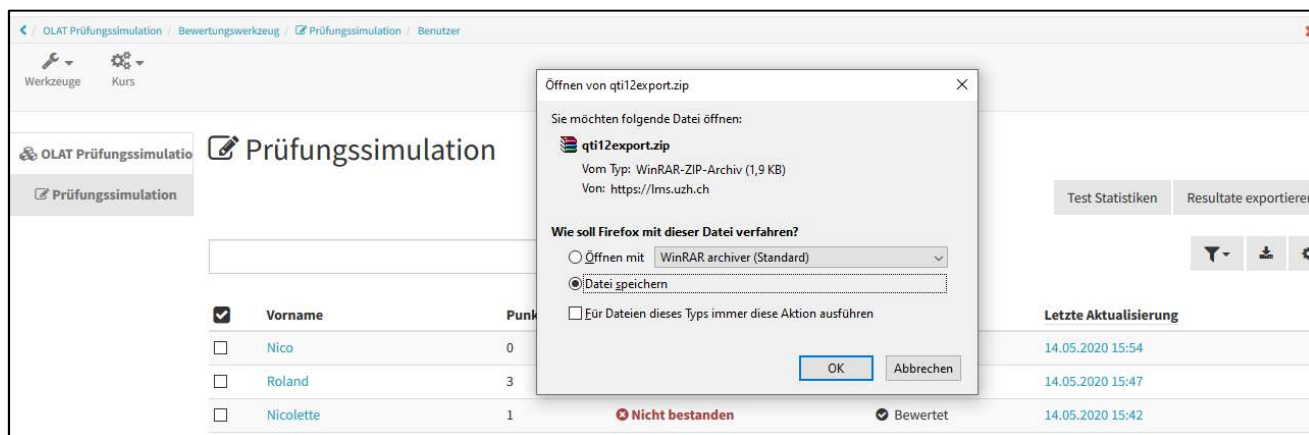 OLAT Prüfungssimulation / Bewertungswerkzeug / Prüfungssimulation / Benutzer
Werkzeuge Kurs
OLAT Prüfungssimulatio
Prüfungssimulation
Prüfungssimulation
Test Statistiken Resultate exportieren
Vorname Punk Letzte Aktualisierung
Nico 0 14.05.2020 15:54
Roland 3 14.05.2020 15:47
Nicolette 1 Nicht bestanden Bewertet 14.05.2020 15:42
Öffnen von qti12export.zip
Sie möchten folgende Datei öffnen:
qti12export.zip
Vom Typ: WinRAR-ZIP-Archiv (1,9 KB)
Von: https://lms.uzh.ch
Wie soll Firefox mit dieser Datei verfahren?
Öffnen mit WinRAR archiver (Standard)
Datei speichern
Für Dateien dieses Typs immer diese Aktion ausführen
OK Abbrechen